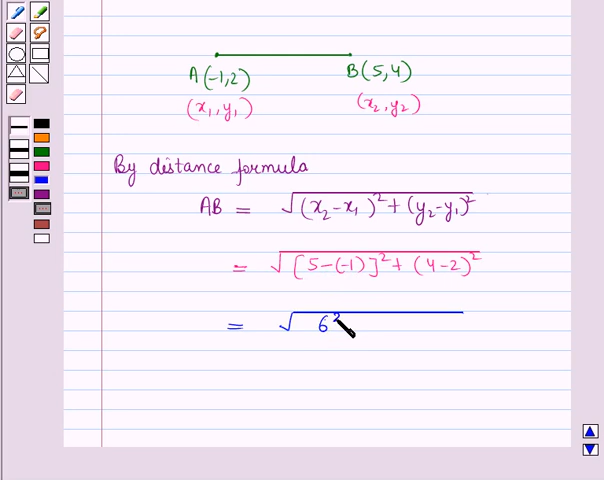 A(-1,2) B(5,4)
(x₁,y₁) (x₂,y₂)
By distance formula
AB = √(x₂-x₁)²+(y₂-y₁)²
= √[5-(-1)]²+(4-2)²
= √6²